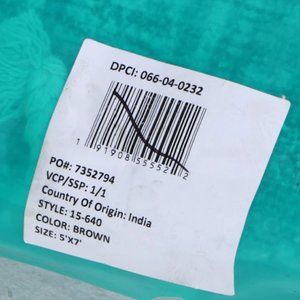 DPCI: 066-04-0232
1 91908 55552 2
PO#: 7352794
VCP/SSP: 1/1
Country Of Origin: India
STYLE: 15-640
COLOR: BROWN
SIZE: 5'X7'